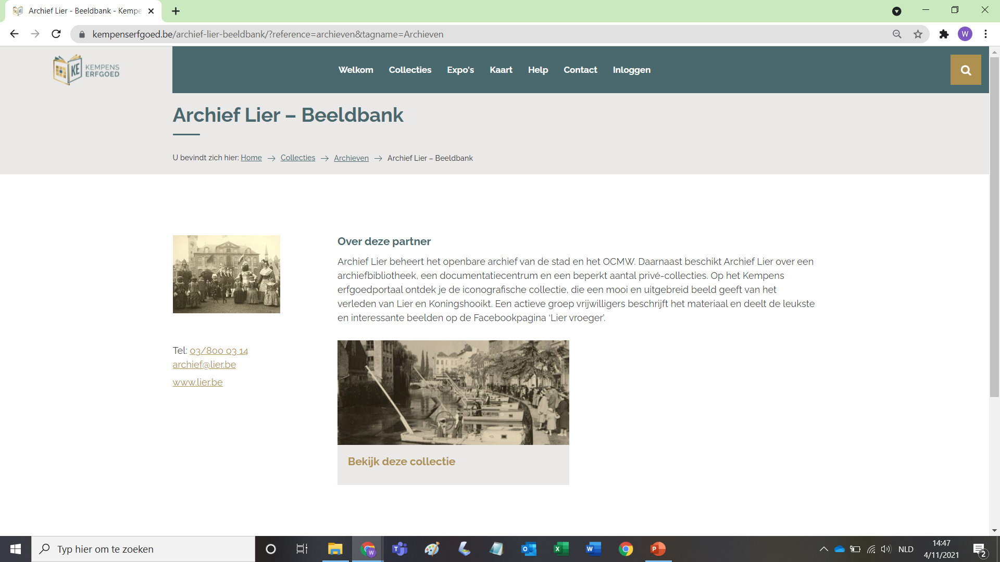 Archief Lier - Beeldbank - Kempe
kempenserfgoed.be/archief-lier-beeldbank/?reference=archieven&tagname=Archieven
W
KE
KEMPENS
ERFGOED
Welkom Collecties Expo's Kaart Help Contact Inloggen
Archief Lier – Beeldbank
U bevindt zich hier: Home → Collecties → Archieven → Archief Lier – Beeldbank
Over deze partner
Archief Lier beheert het openbare archief van de stad en het OCMW. Daarnaast beschikt Archief Lier over een
archiefbibliotheek, een documentatiecentrum en een beperkt aantal privé-collecties. Op het Kempens
erfgoedportaal ontdek je de iconografische collectie, die een mooi en uitgebreid beeld geeft van het
verleden van Lier en Koningshooikt. Een actieve groep vrijwilligers beschrijft het materiaal en deelt de leukste
en interessante beelden op de Facebookpagina ‘Lier vroeger’.
Tel: 03/800 03 14
archief@lier.be
www.lier.be
Bekijk deze collectie
Typ hier om te zoeken
NLD
14:47
4/11/2021
2